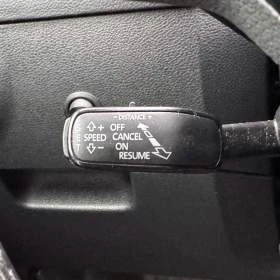 - DISTANCE -
S + OFF
E SPEED CANCEL
T - ON
RESUME